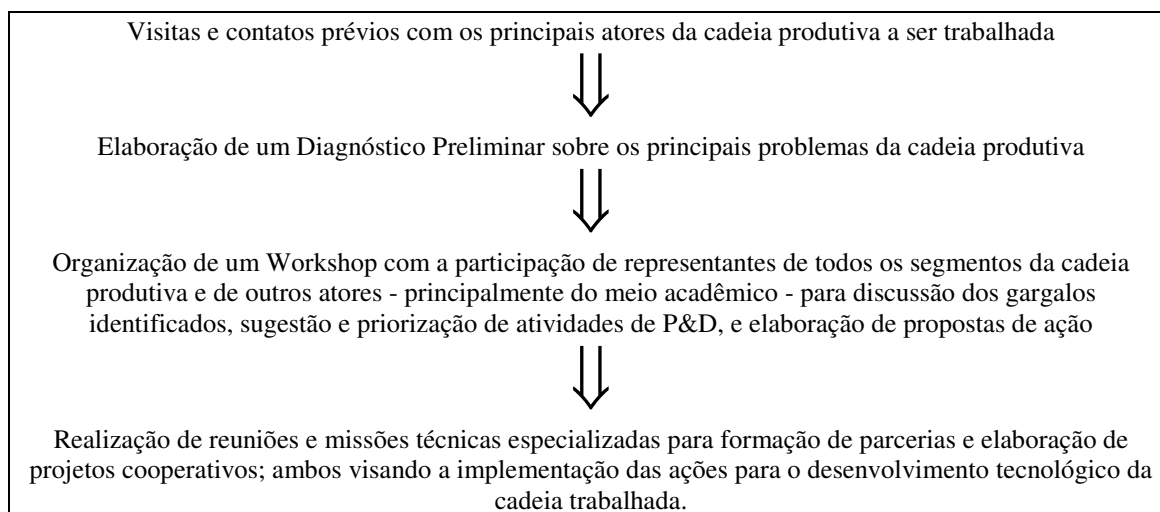 Visitas e contatos prévios com os principais atores da cadeia produtiva a ser trabalhada
Elaboração de um Diagnóstico Preliminar sobre os principais problemas da cadeia produtiva
Organização de um Workshop com a participação de representantes de todos os segmentos da cadeia
produtiva e de outros atores - principalmente do meio acadêmico - para discussão dos gargalos
identificados, sugestão e priorização de atividades de P&D, e elaboração de propostas de ação
Realização de reuniões e missões técnicas especializadas para formação de parcerias e elaboração de
projetos cooperativos; ambos visando a implementação das ações para o desenvolvimento tecnológico da
cadeia trabalhada.